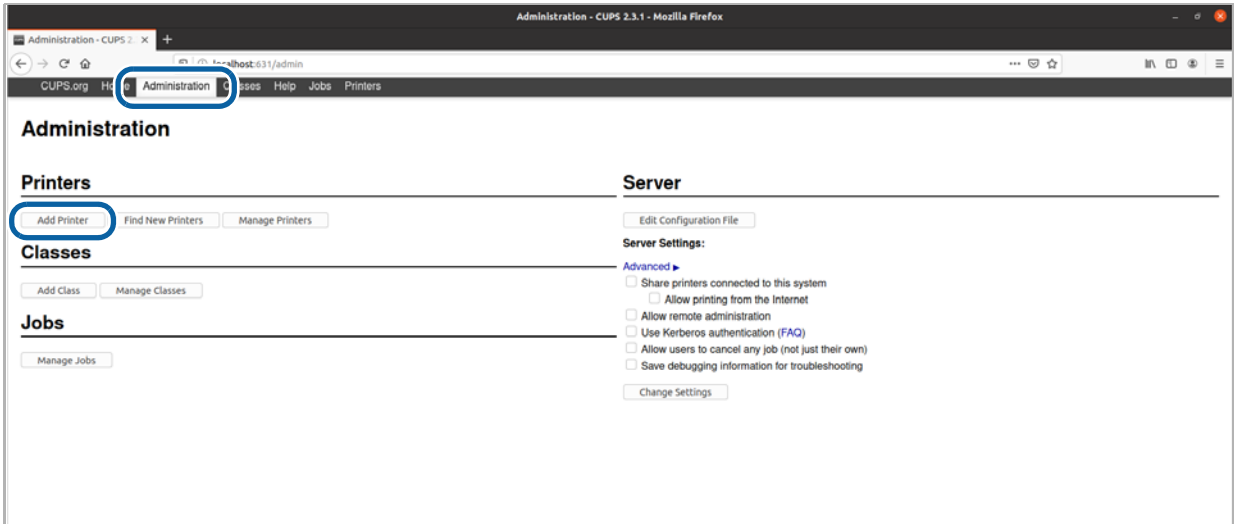 Administration - CUPS 2.3.1 - Mozilla Firefox
Administration - CUPS 2.
localhost:631/admin
CUPS.org Home Administration Classes Help Jobs Printers
Administration
Printers
Add Printer Find New Printers Manage Printers
Classes
Add Class Manage Classes
Jobs
Manage Jobs
Server
Edit Configuration File
Server Settings:
Advanced ▶
Share printers connected to this system
Allow printing from the Internet
Allow remote administration
Use Kerberos authentication (FAQ)
Allow users to cancel any job (not just their own)
Save debugging information for troubleshooting
Change Settings